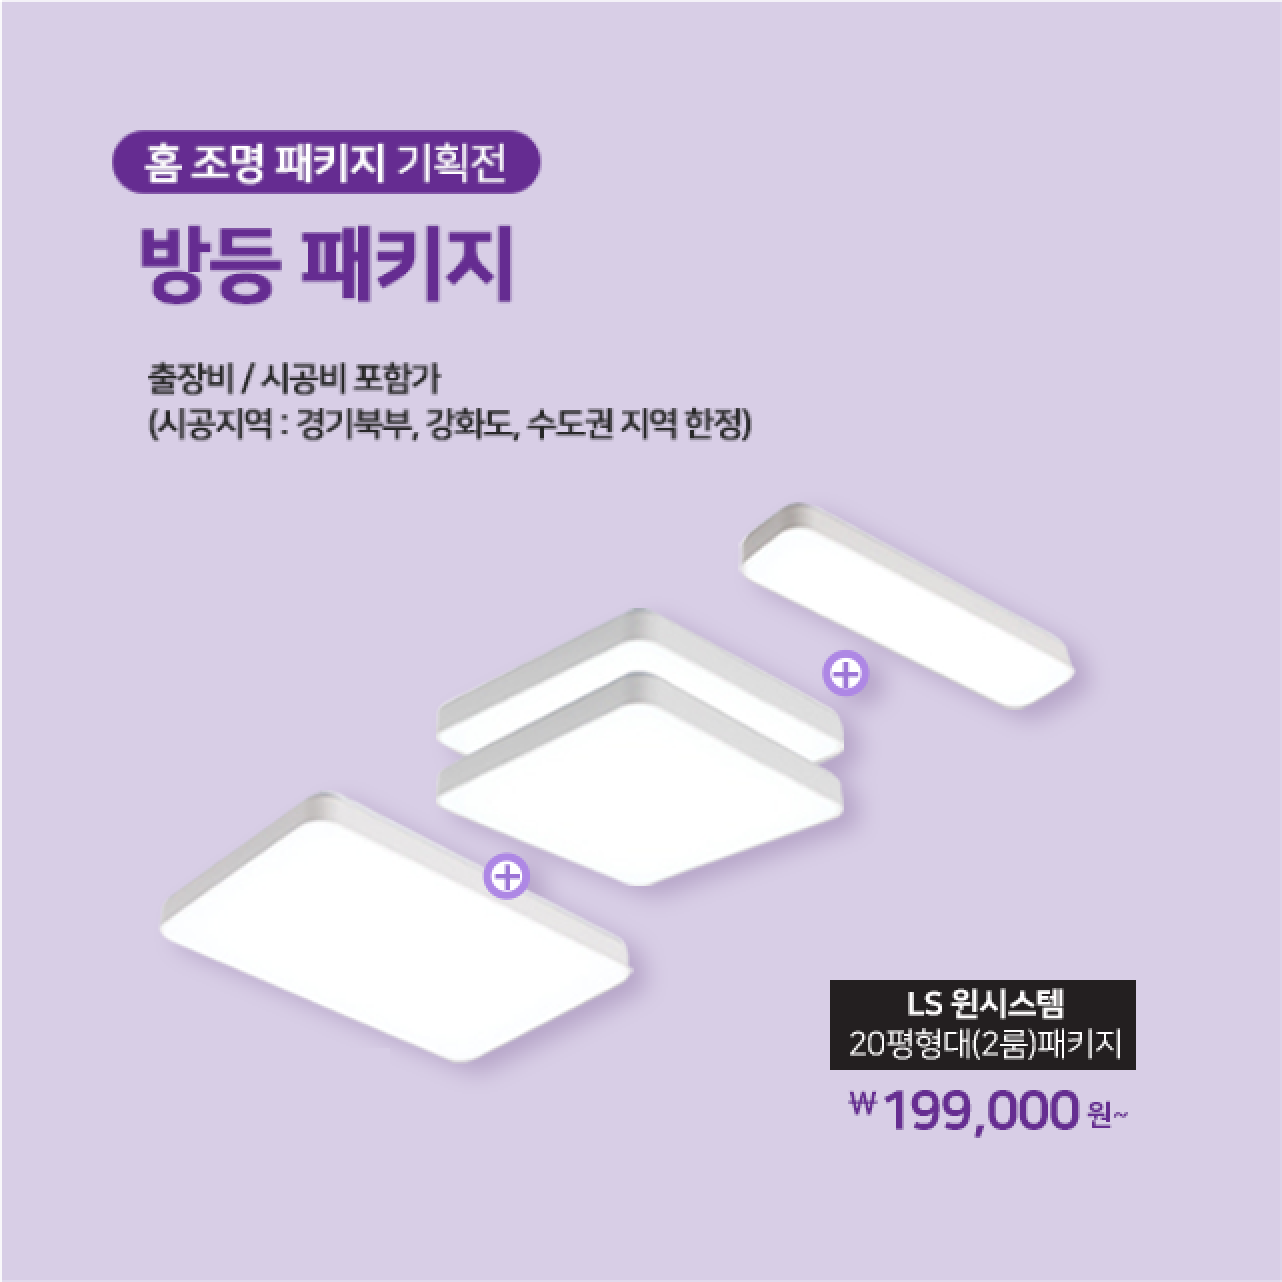 홈 조명 패키지 기획전
방등 패키지
출장비 / 시공비 포함가
(시공지역 : 경기북부, 강화도, 수도권 지역 한정)
LS 윈시스템
20평형대(2룸)패키지
₩199,000원~